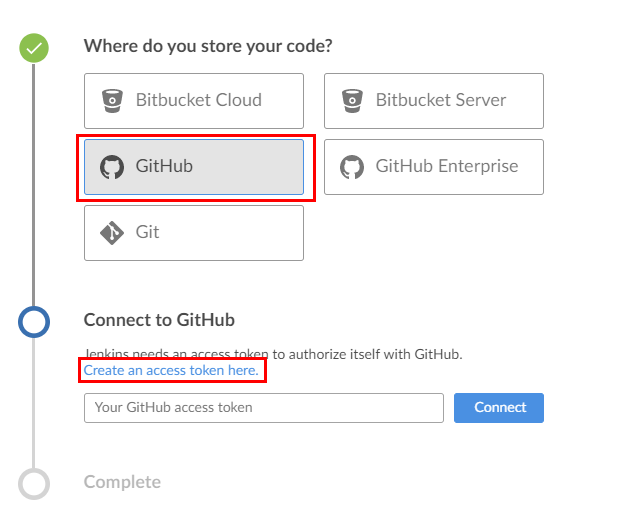 Where do you store your code?
Bitbucket Cloud
Bitbucket Server
GitHub
GitHub Enterprise
Git
Connect to GitHub
Jenkins needs an access token to authorize itself with GitHub.
Create an access token here.
Your GitHub access token
Connect
Complete